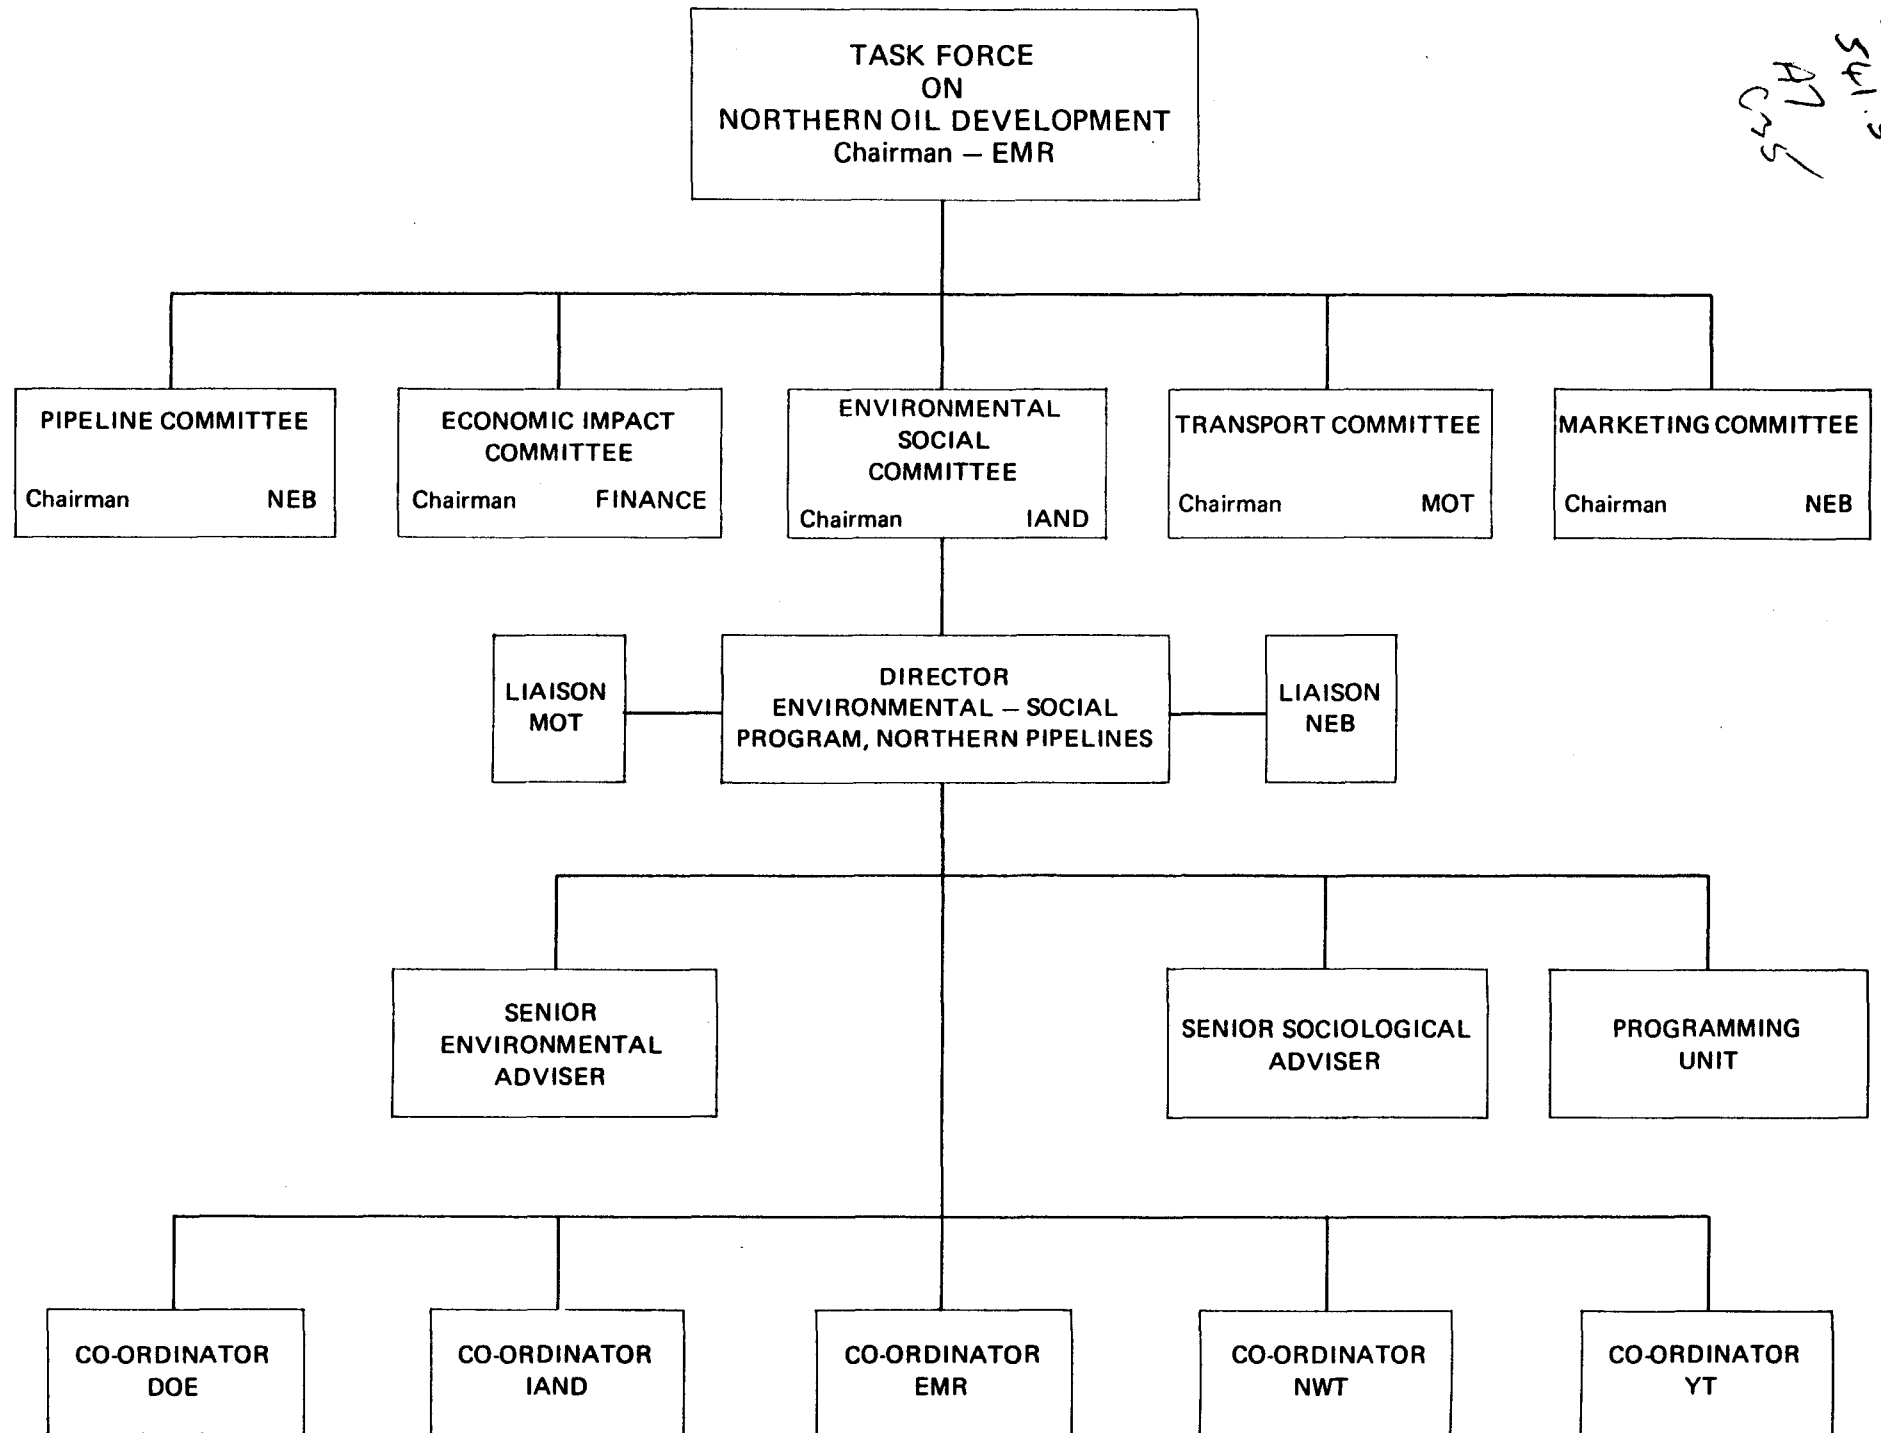 TASK FORCE
ON
NORTHERN OIL DEVELOPMENT
Chairman — EMR
PIPELINE COMMITTEE
Chairman NEB
ECONOMIC IMPACT
COMMITTEE
Chairman FINANCE
ENVIRONMENTAL
SOCIAL
COMMITTEE
Chairman IAND
TRANSPORT COMMITTEE
Chairman MOT
MARKETING COMMITTEE
Chairman NEB
LIAISON
MOT
DIRECTOR
ENVIRONMENTAL — SOCIAL
PROGRAM, NORTHERN PIPELINES
LIAISON
NEB
SENIOR
ENVIRONMENTAL
ADVISER
SENIOR SOCIOLOGICAL
ADVISER
PROGRAMMING
UNIT
CO-ORDINATOR
DOE
CO-ORDINATOR
IAND
CO-ORDINATOR
EMR
CO-ORDINATOR
NWT
CO-ORDINATOR
YT